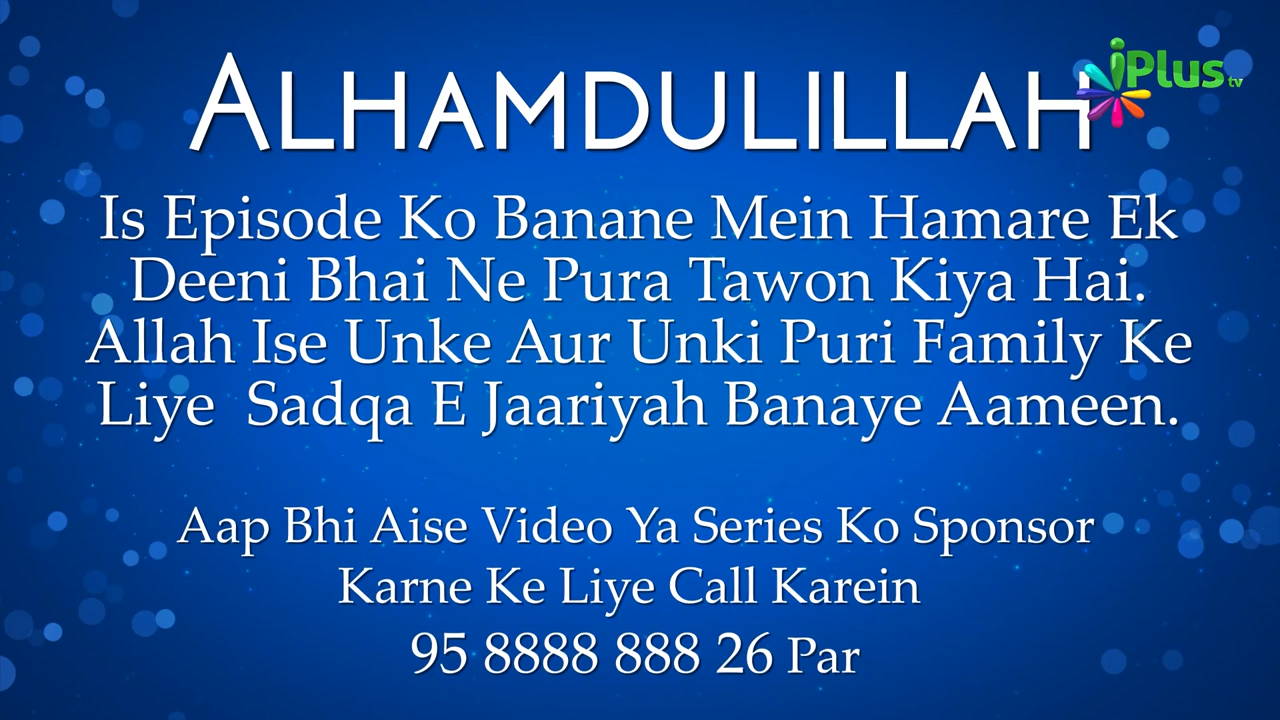 ALHAMDULILLAH
iPlus tv
Is Episode Ko Banane Mein Hamare Ek
Deeni Bhai Ne Pura Tawon Kiya Hai.
Allah Ise Unke Aur Unki Puri Family Ke
Liye Sadqa E Jaariyah Banaye Aameen.
Aap Bhi Aise Video Ya Series Ko Sponsor
Karne Ke Liye Call Karein
95 8888 888 26 Par